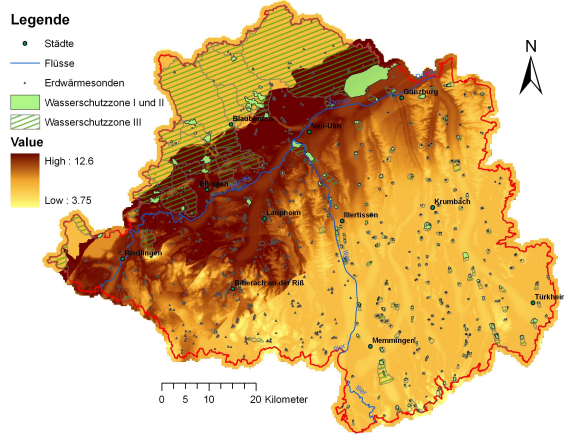 Legende
Städte
Flüsse
Erdwärmesonden
Wasserschutzzone I und II
Wasserschutzzone III
Value
High : 12.6
Low : 3.75
N
Günzburg
Blaubeuren
Neu-Ulm
Ehingen
Krumbach
Laupheim
Illertissen
Riedlingen
Biberach an der Riß
Türkheim
Memmingen
Iller
0 5 10 20 Kilometer